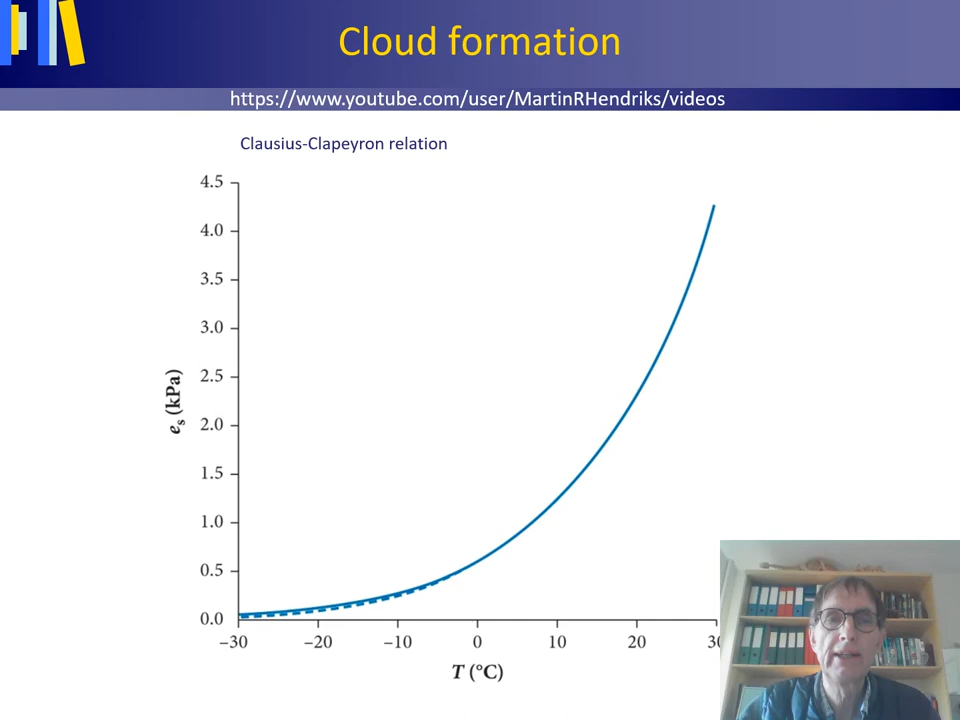 Cloud formation
https://www.youtube.com/user/MartinRHendriks/videos
Clausius-Clapeyron relation
4.5
4.0
3.5
3.0
2.5
2.0
1.5
1.0
0.5
0.0
es (kPa)
−30 −20 −10 0 10 20 30
T (°C)